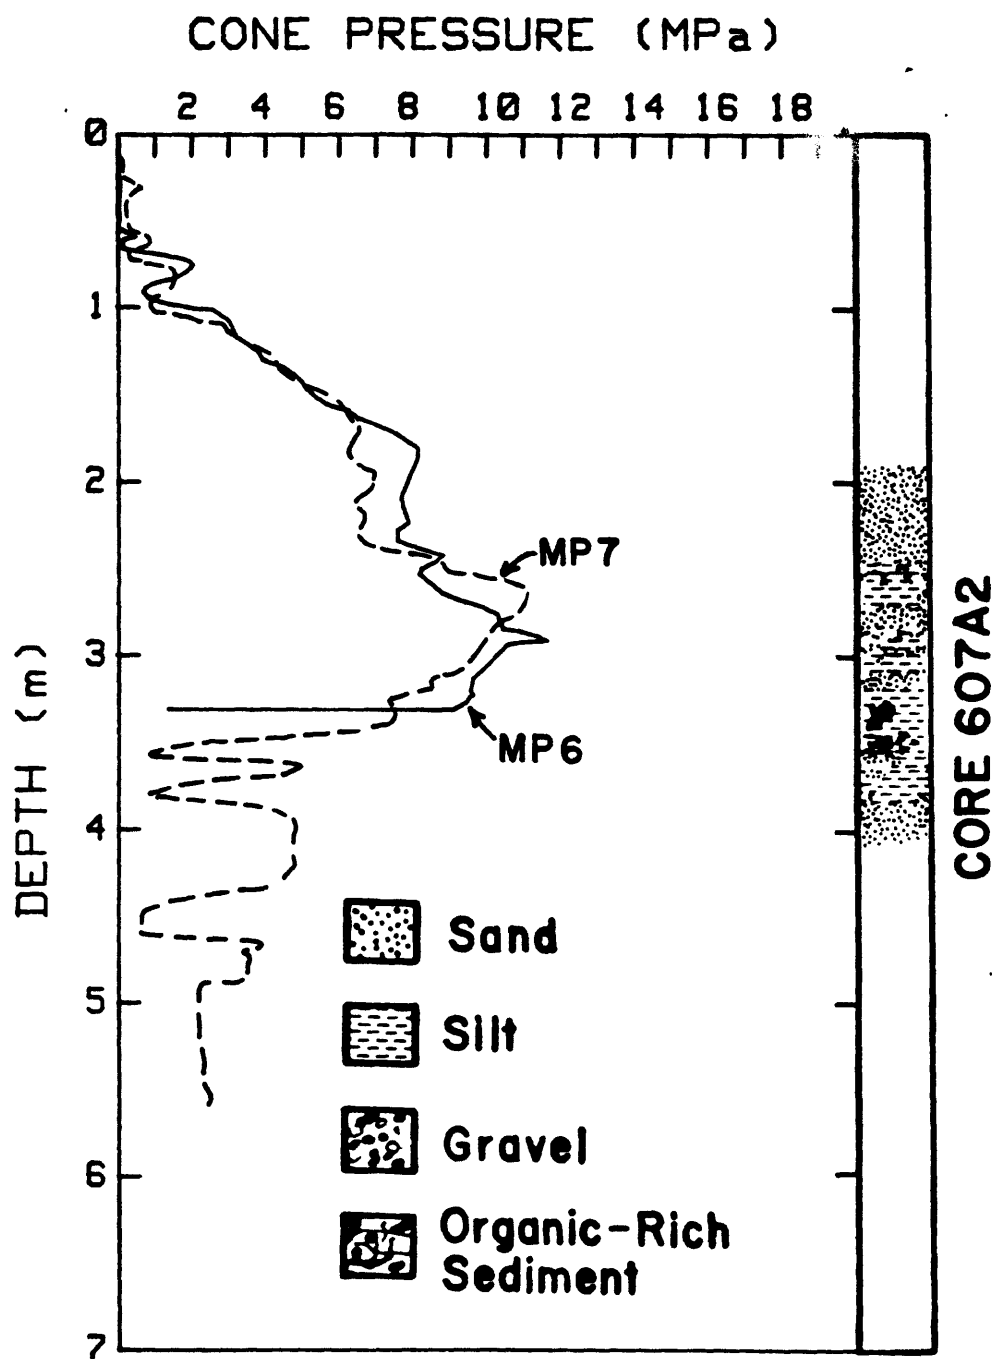 CONE PRESSURE (MPa)
2 4 6 8 10 12 14 16 18
0
1
2
3
4
5
6
7
DEPTH (m)
MP7
MP6
Sand
Silt
Gravel
Organic-Rich
Sediment
CORE 607A2